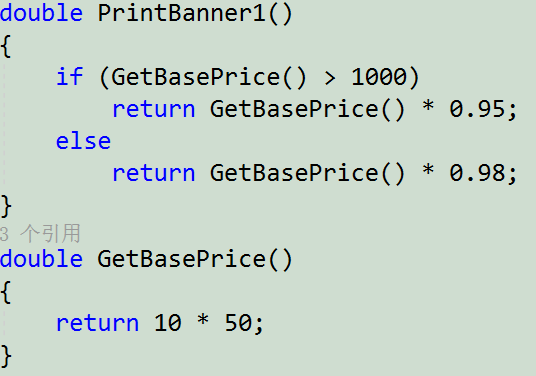 double PrintBanner1()
{
    if (GetBasePrice() > 1000)
        return GetBasePrice() * 0.95;
    else
        return GetBasePrice() * 0.98;
}
3 个引用
double GetBasePrice()
{
    return 10 * 50;
}